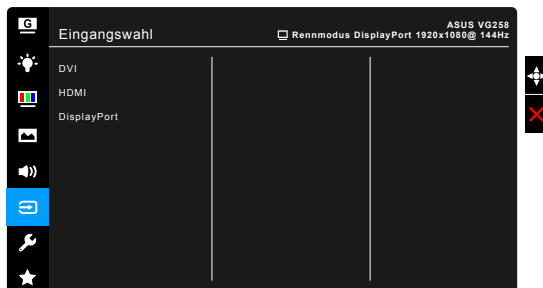 G
ASUS VG258
Eingangswahl
Rennmodus DisplayPort 1920x1080@ 144Hz
DVI
HDMI
DisplayPort